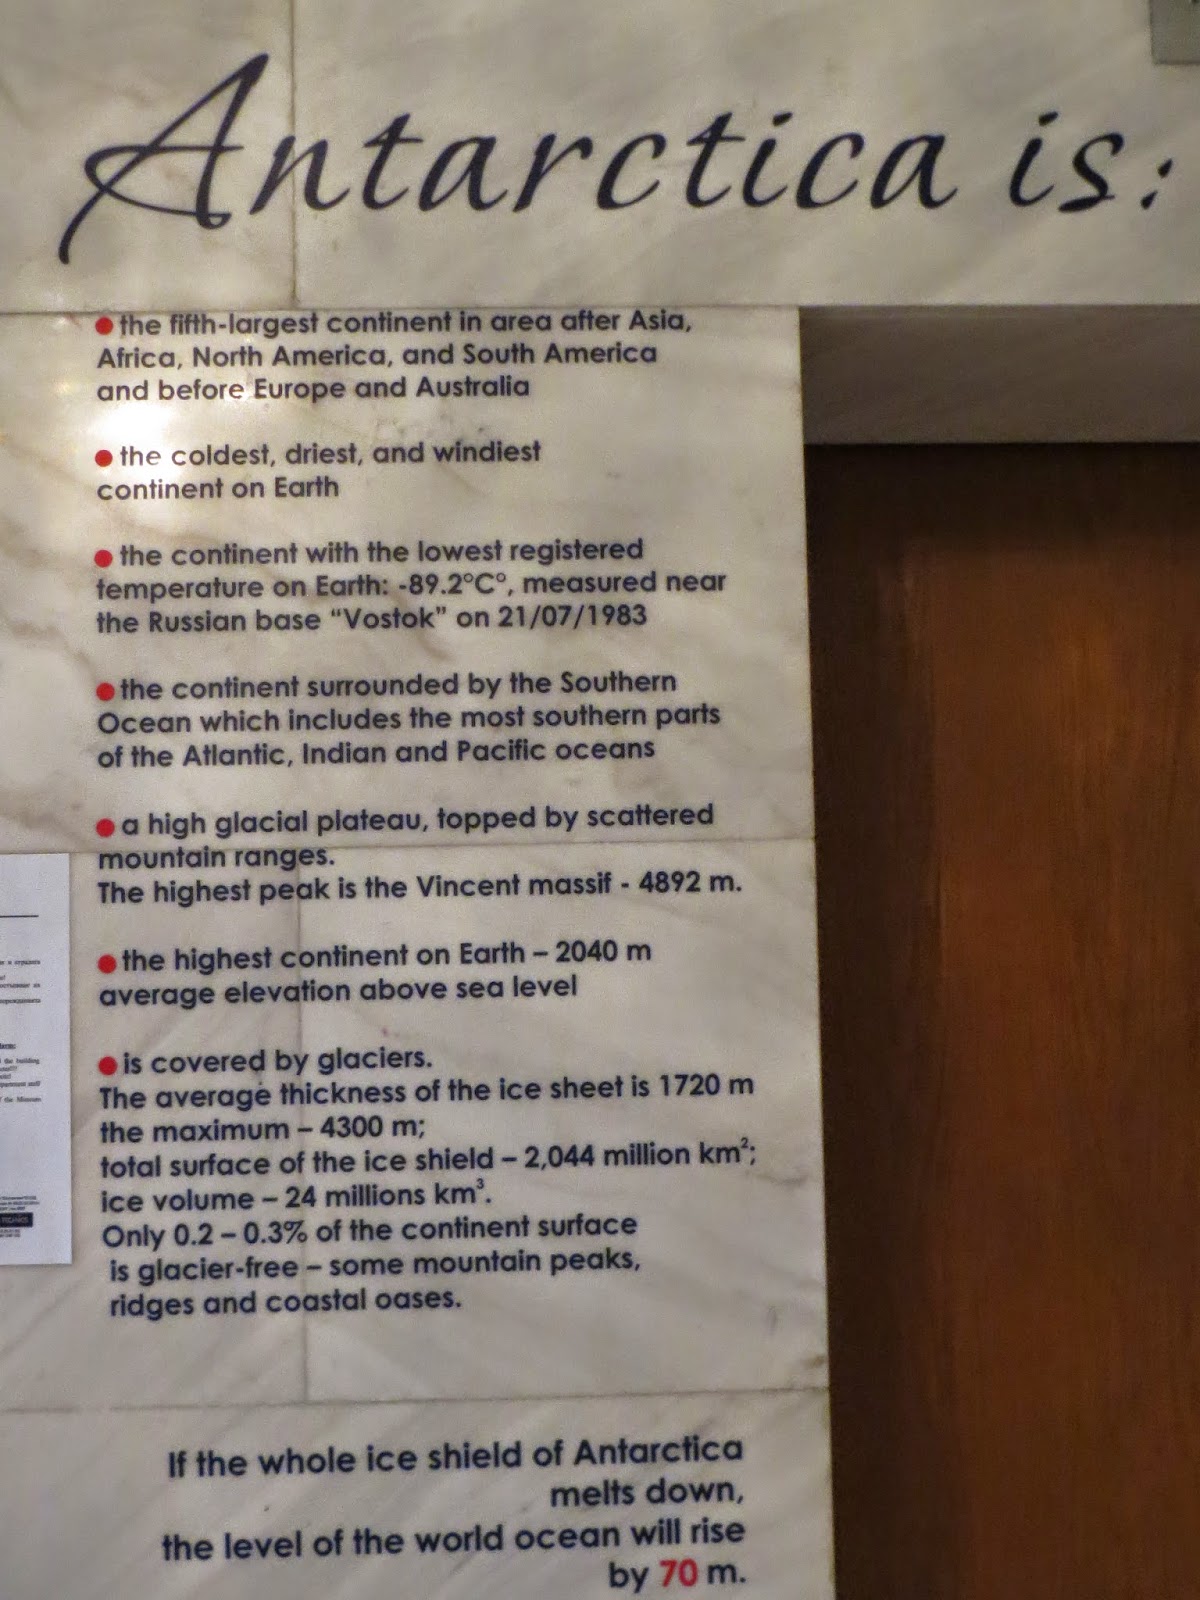 Antarctica is:
the fifth-largest continent in area after Asia,
Africa, North America, and South America
and before Europe and Australia
the coldest, driest, and windiest
continent on Earth
the continent with the lowest registered
temperature on Earth: -89.2°C°, measured near
the Russian base “Vostok” on 21/07/1983
the continent surrounded by the Southern
Ocean which includes the most southern parts
of the Atlantic, Indian and Pacific oceans
a high glacial plateau, topped by scattered
mountain ranges.
The highest peak is the Vincent massif - 4892 m.
the highest continent on Earth – 2040 m
average elevation above sea level
is covered by glaciers.
The average thickness of the ice sheet is 1720 m
the maximum – 4300 m;
total surface of the ice shield – 2,044 million km²;
ice volume – 24 millions km³.
Only 0.2 – 0.3% of the continent surface
is glacier-free – some mountain peaks,
ridges and coastal oases.
If the whole ice shield of Antarctica
melts down,
the level of the world ocean will rise
by 70 m.
the building
of the Museum